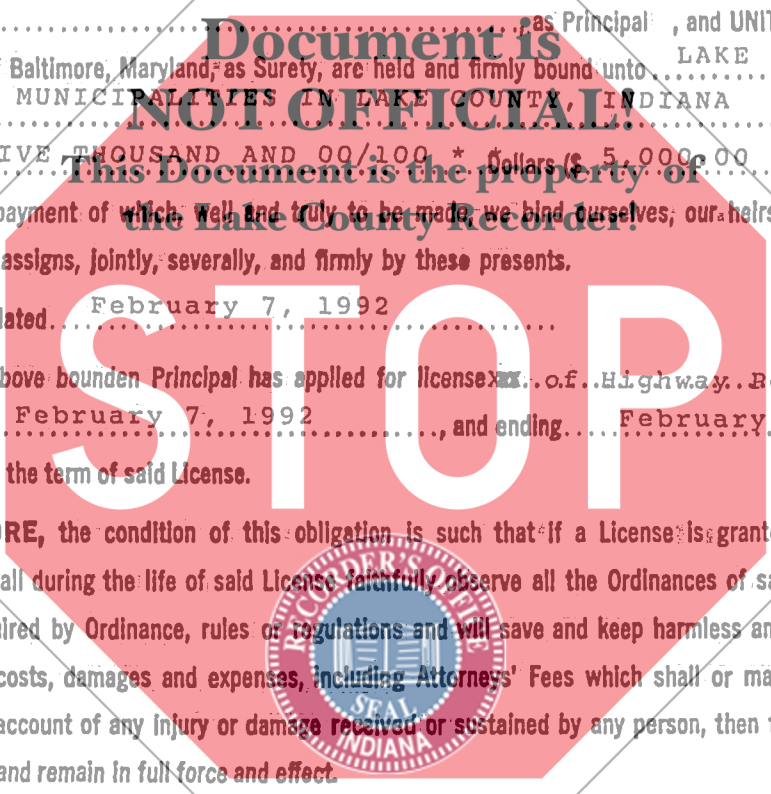 as Principal , and UNIT
Document is
Baltimore, Maryland, as Surety, are held and firmly bound unto LAKE
MUNICIPALITIES IN LAKE COUNTY, INDIANA
NOT OFFICIAL!
IVE THOUSAND AND 00/100 * * Dollars ($ 5,000.00
This Document is the property of
payment of which, well and truly to be made, we bind ourselves, our heirs
the Lake County Recorder!
assigns, jointly, severally, and firmly by these presents.
dated February 7, 1992
STOP
bove bounden Principal has applied for license xx of Highway
February 7, 1992, and ending February
the term of said License.
RE, the condition of this obligation is such that if a License is grant
all during the life of said License faithfully observe all the Ordinances of sa
ired by Ordinance, rules or regulations and will save and keep harmless an
costs, damages and expenses, including Attorneys' Fees which shall or ma
account of any injury or damage received or sustained by any person, then
and remain in full force and effect.
RECORDER'S OFFICE
SEAL
INDIANA